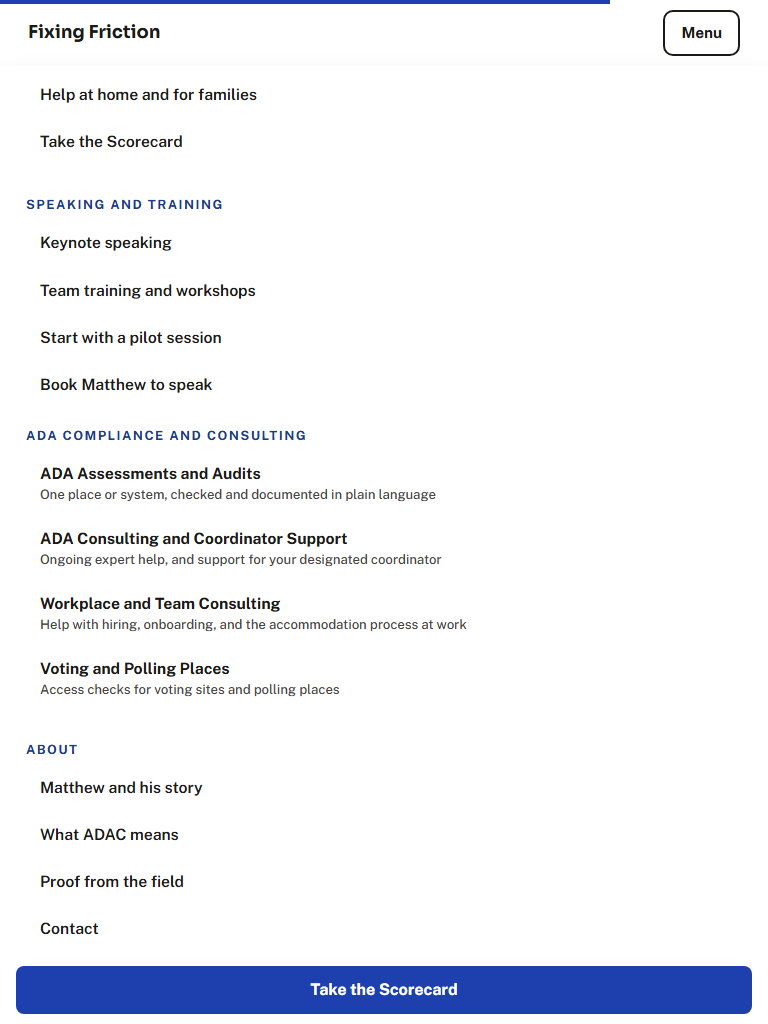 Fixing Friction
Menu
Help at home and for families
Take the Scorecard
SPEAKING AND TRAINING
Keynote speaking
Team training and workshops
Start with a pilot session
Book Matthew to speak
ADA COMPLIANCE AND CONSULTING
ADA Assessments and Audits
One place or system, checked and documented in plain language
ADA Consulting and Coordinator Support
Ongoing expert help, and support for your designated coordinator
Workplace and Team Consulting
Help with hiring, onboarding, and the accommodation process at work
Voting and Polling Places
Access checks for voting sites and polling places
ABOUT
Matthew and his story
What ADAC means
Proof from the field
Contact
Take the Scorecard